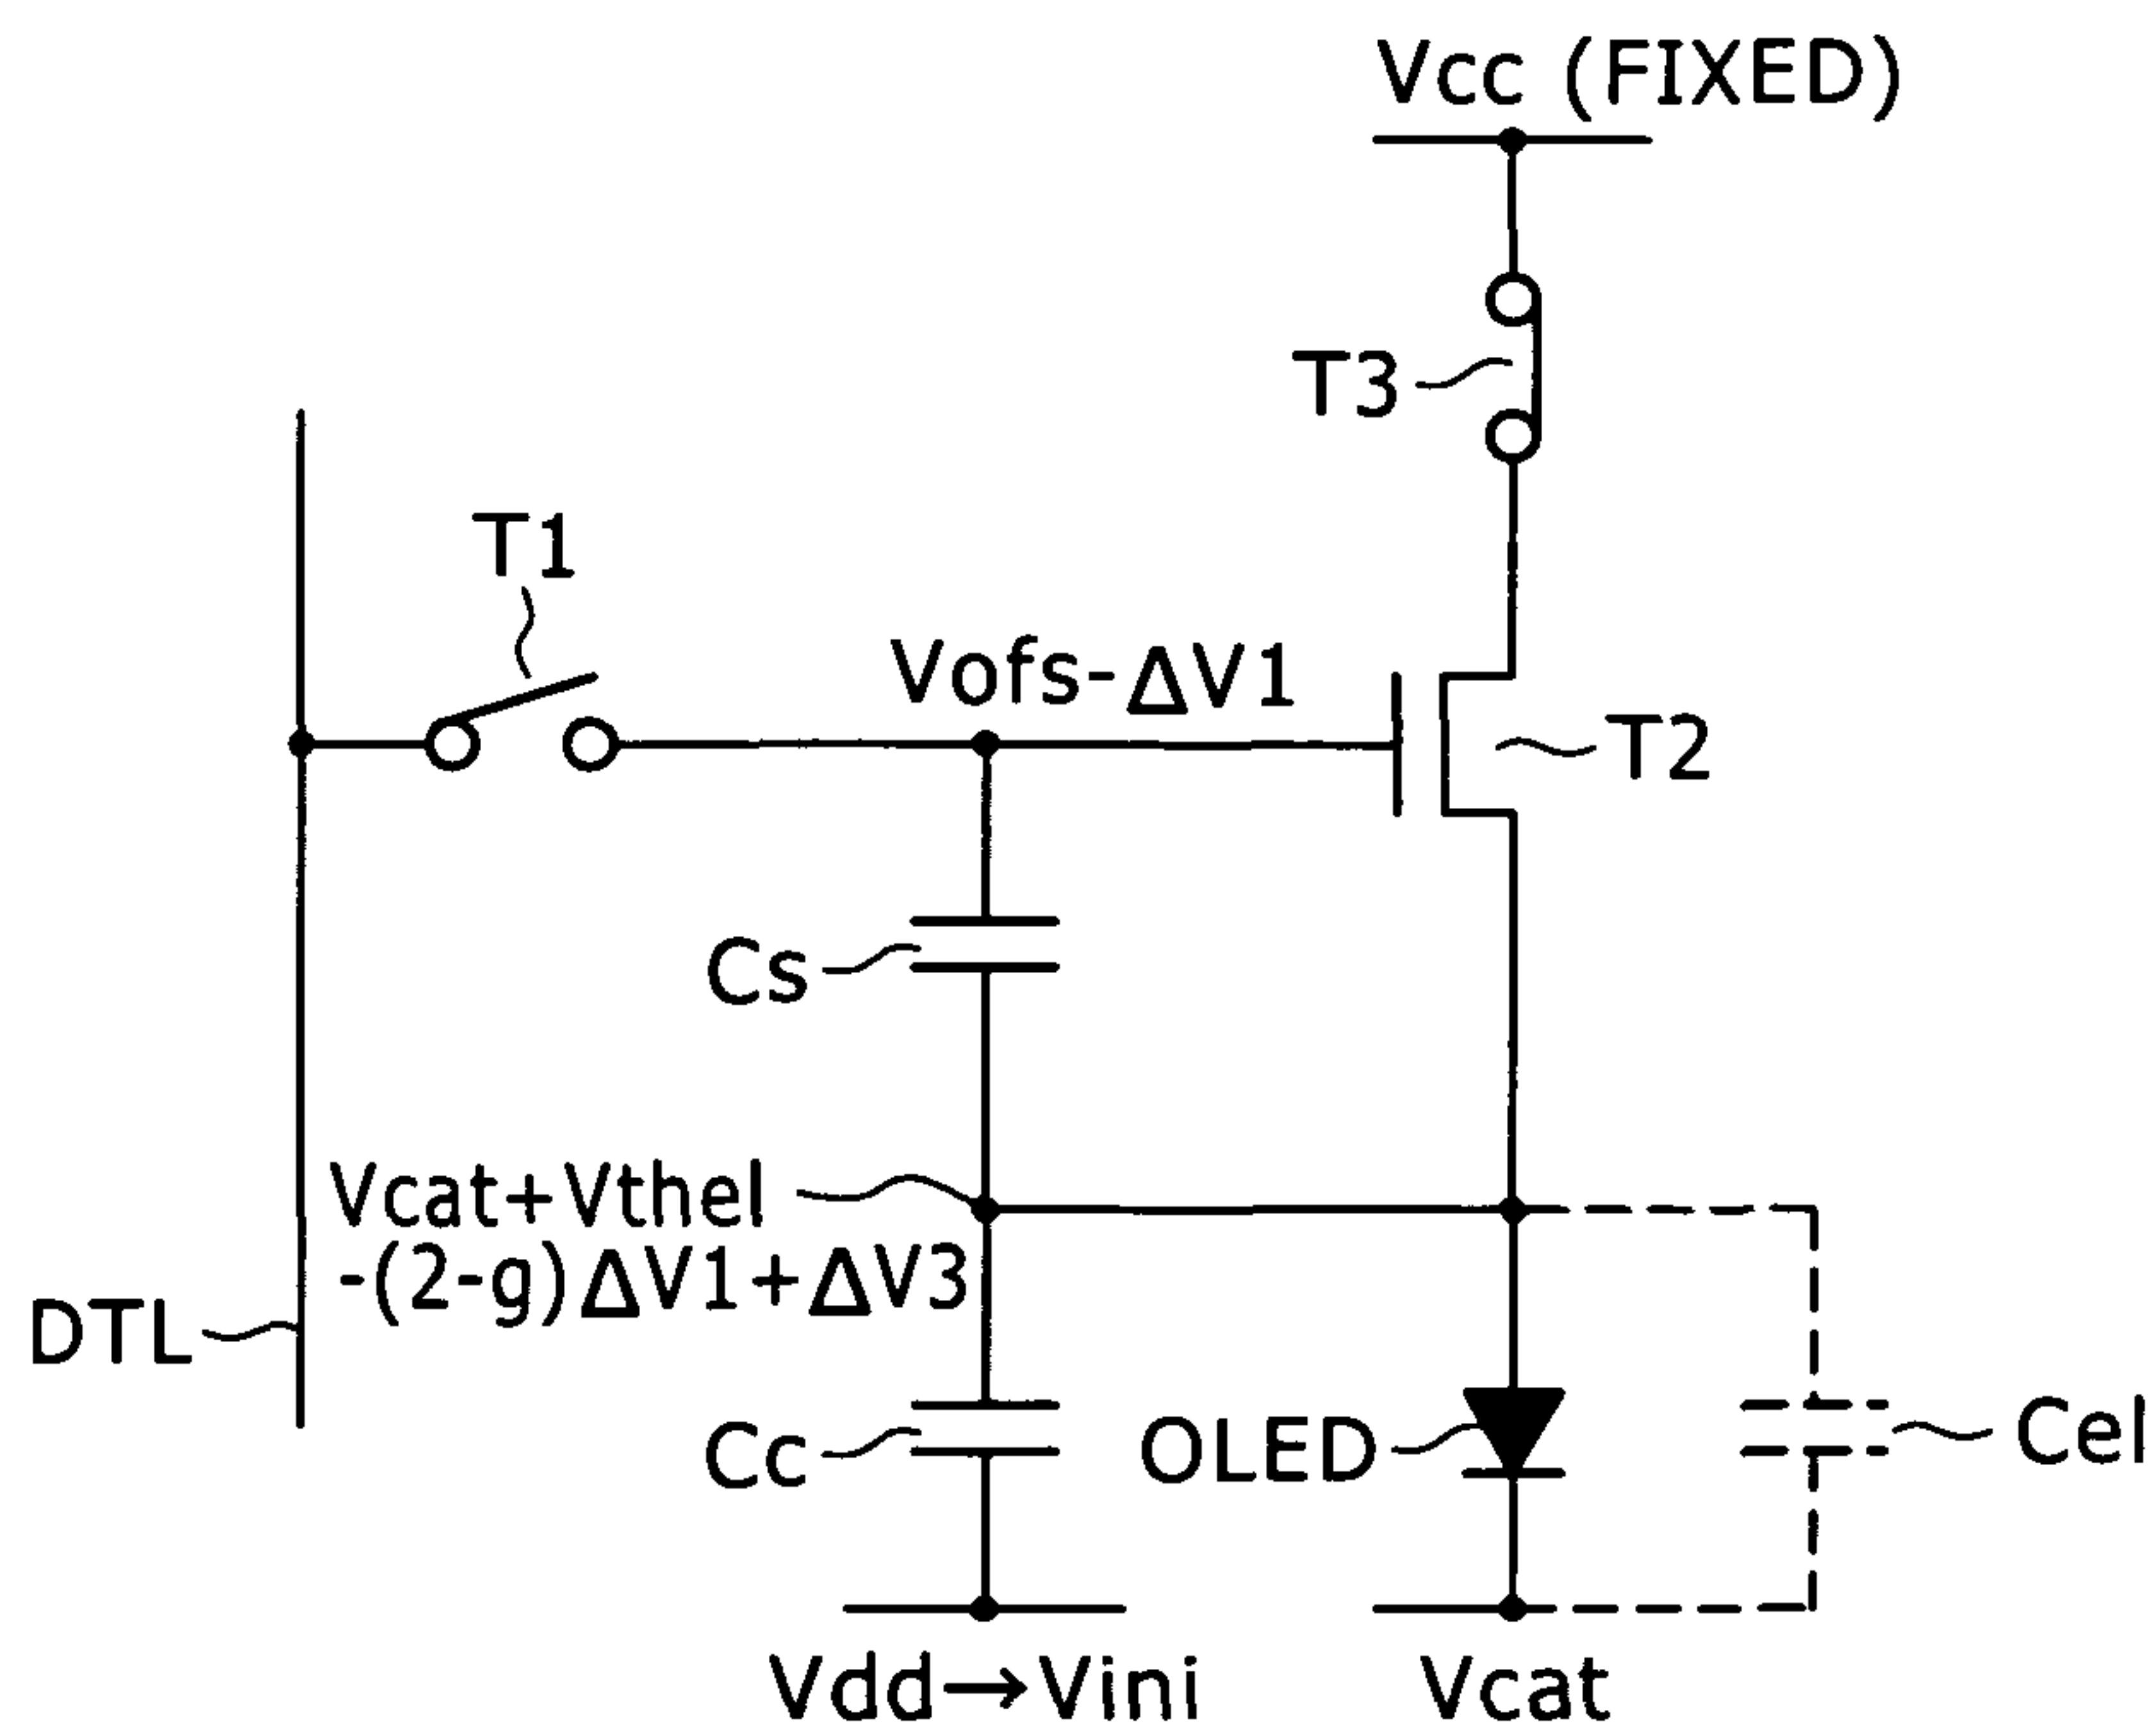 Vcc (FIXED)
T3
T1
Vofs-ΔV1
T2
Cs
Vcat+Vthel
-(2-g)ΔV1+ΔV3
DTL
Cc
OLED
Cel
Vdd→Vini
Vcat